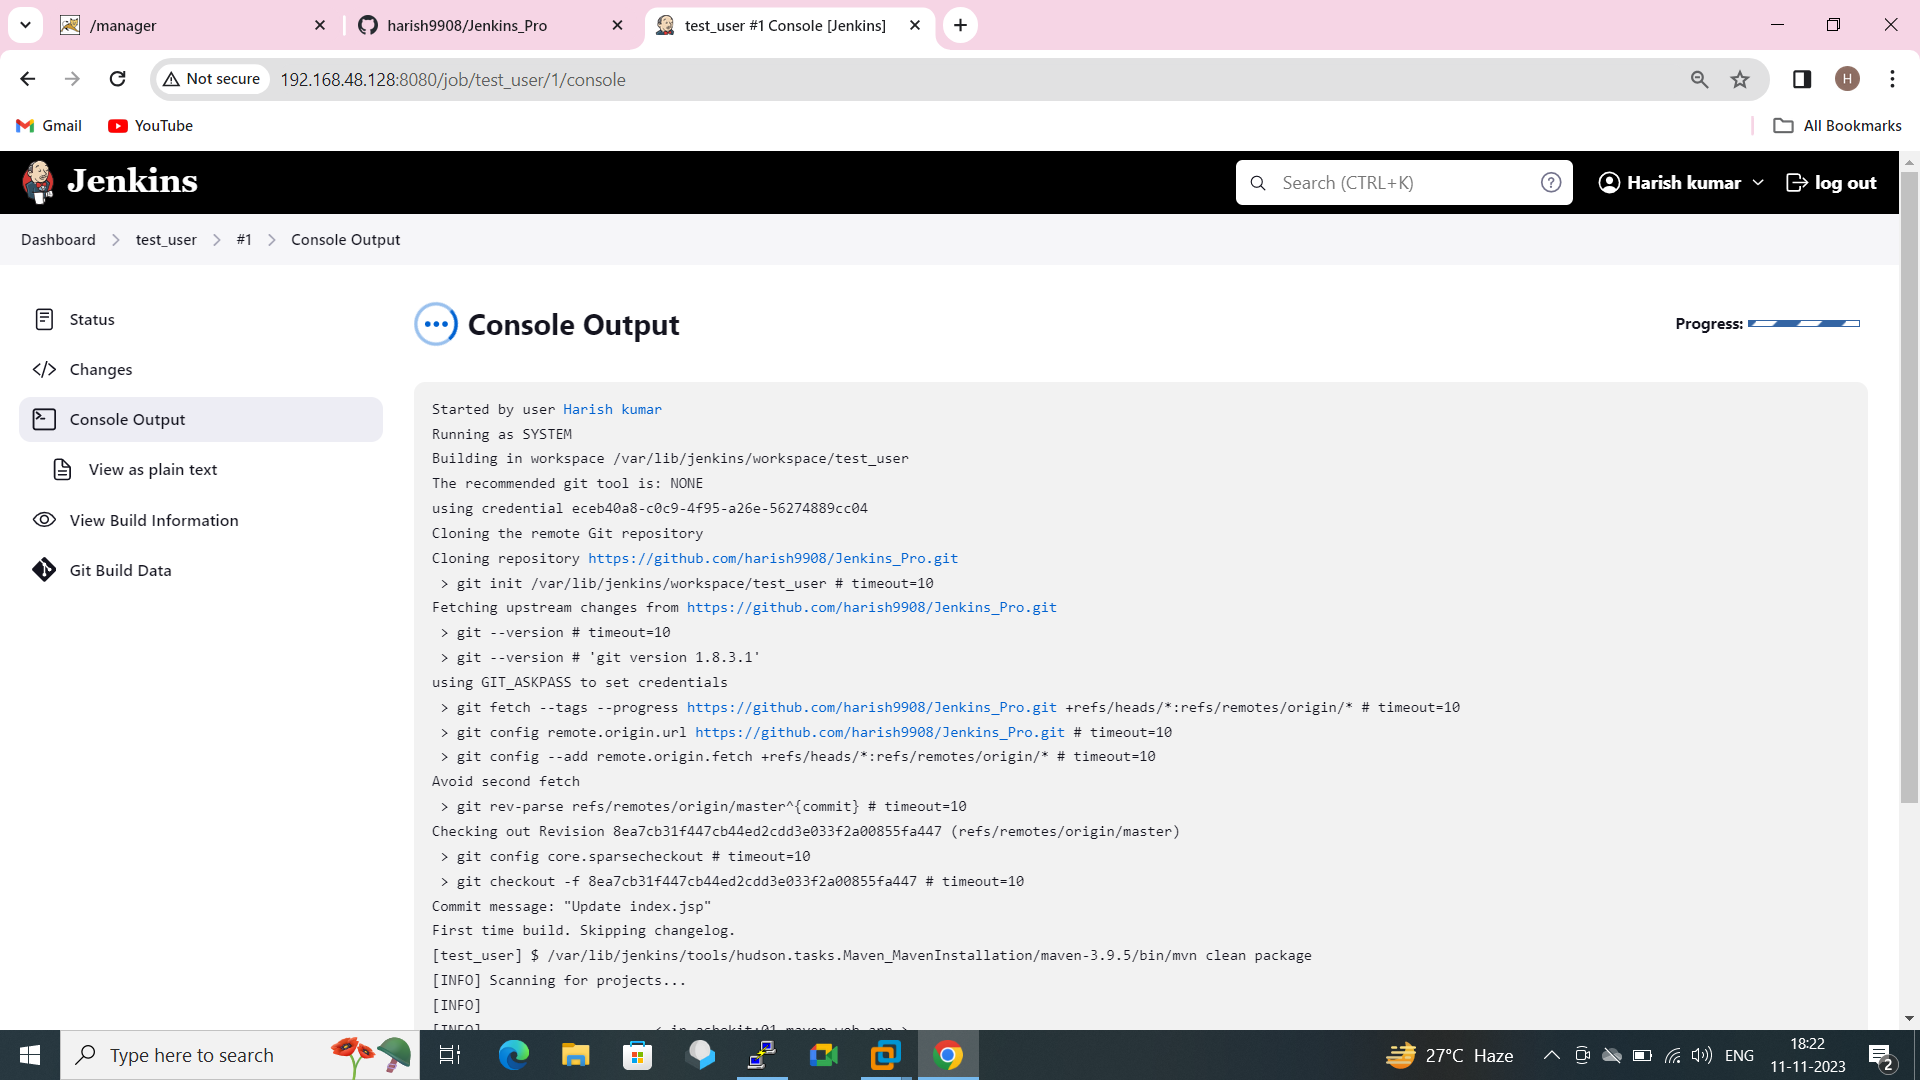 /manager
harish9908/Jenkins_Pro
test_user #1 Console [Jenkins]
Not secure
192.168.48.128:8080/job/test_user/1/console
H
Gmail
YouTube
All Bookmarks
Jenkins
Search (CTRL+K)
Harish kumar
log out
Dashboard
test_user
#1
Console Output
Status
Changes
Console Output
View as plain text
View Build Information
Git Build Data
Console Output
Progress:
Started by user Harish kumar
Running as SYSTEM
Building in workspace /var/lib/jenkins/workspace/test_user
The recommended git tool is: NONE
using credential eceb40a8-c0c9-4f95-a26e-56274889cc04
Cloning the remote Git repository
Cloning repository https://github.com/harish9908/Jenkins_Pro.git
> git init /var/lib/jenkins/workspace/test_user # timeout=10
Fetching upstream changes from https://github.com/harish9908/Jenkins_Pro.git
> git --version # timeout=10
> git --version # 'git version 1.8.3.1'
using GIT_ASKPASS to set credentials
> git fetch --tags --progress https://github.com/harish9908/Jenkins_Pro.git +refs/heads/*:refs/remotes/origin/* # timeout=10
> git config remote.origin.url https://github.com/harish9908/Jenkins_Pro.git # timeout=10
> git config --add remote.origin.fetch +refs/heads/*:refs/remotes/origin/* # timeout=10
Avoid second fetch
> git rev-parse refs/remotes/origin/master^{commit} # timeout=10
Checking out Revision 8ea7cb31f447cb44ed2cdd3e033f2a00855fa447 (refs/remotes/origin/master)
> git config core.sparsecheckout # timeout=10
> git checkout -f 8ea7cb31f447cb44ed2cdd3e033f2a00855fa447 # timeout=10
Commit message: "Update index.jsp"
First time build. Skipping changelog.
[test_user] $ /var/lib/jenkins/tools/hudson.tasks.Maven_MavenInstallation/maven-3.9.5/bin/mvn clean package
[INFO] Scanning for projects...
[INFO]
[INFO]
Type here to search
27°C Haze
ENG
18:22
11-11-2023
2